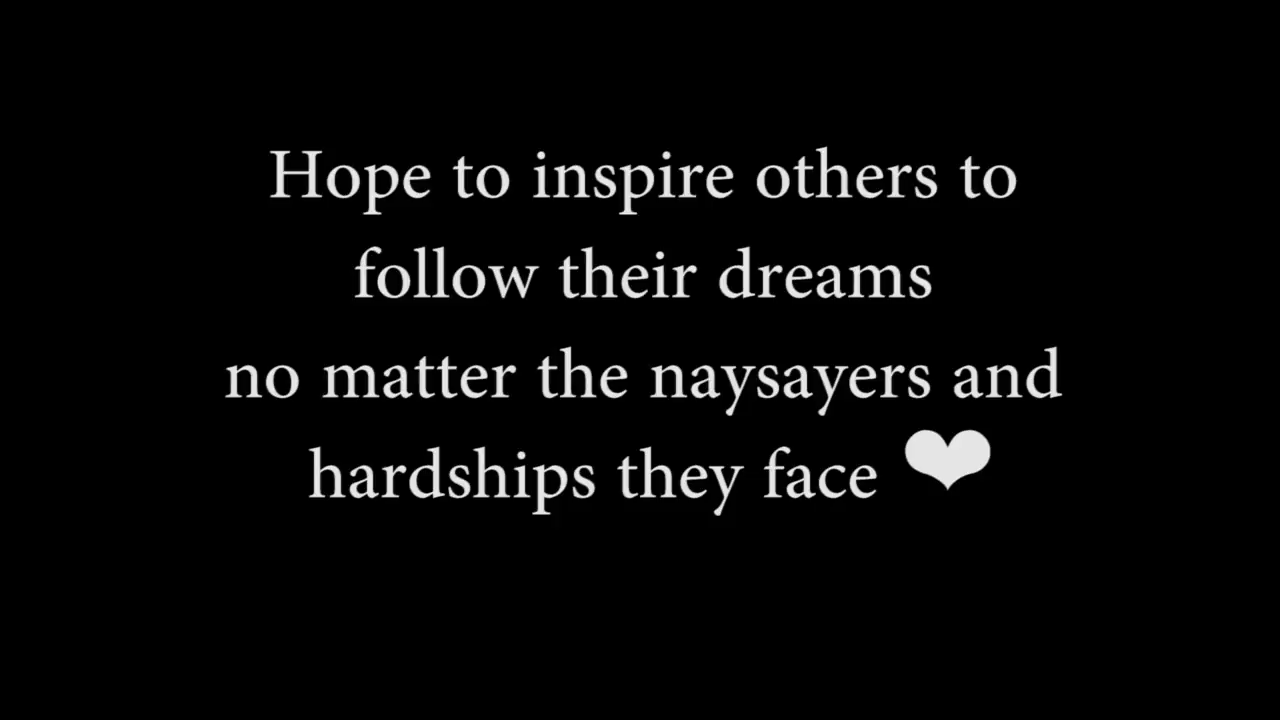 Hope to inspire others to
follow their dreams
no matter the naysayers and
hardships they face ❤